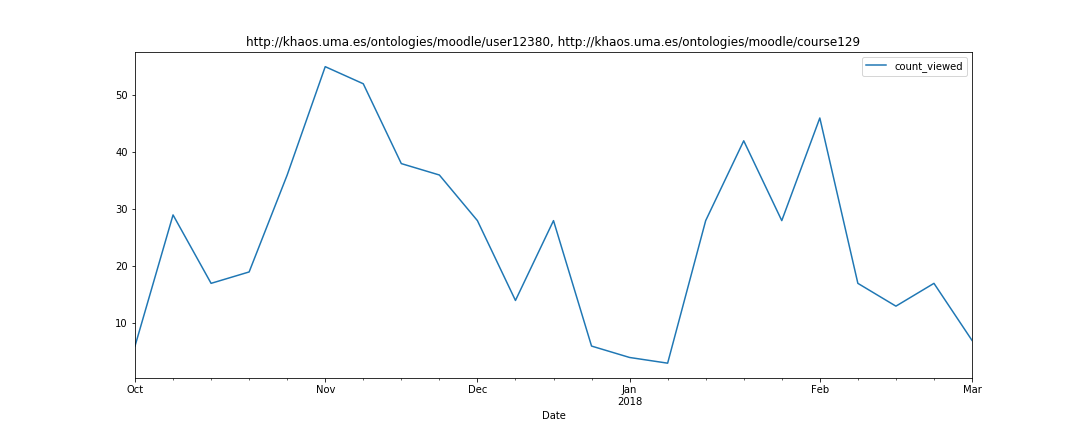 http://khaos.uma.es/ontologies/moodle/user12380, http://khaos.uma.es/ontologies/moodle/course129
count_viewed
50
40
30
20
10
Oct Nov Dec Jan Feb Mar
2018
Date